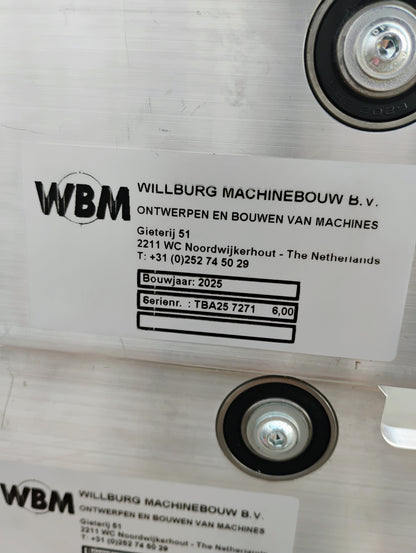 WBM
WILLBURG MACHINEBOUW B.V.
ONTWERPEN EN BOUWEN VAN MACHINES
Gieterij 51
2211 WC Noordwijkerhout - The Netherlands
T: +31 (0)252 74 50 29
Bouwjaar: 2025
Serienr. : TBA25 7271 6,00
WBM
WILLBURG MACHINEBOUW B.V.
ONTWERPEN EN BOUWEN VAN MACHINES
Gieterij 51
2211 WC Noordwijkerhout - The Netherlands
T: +31 (0)252 74 50 29